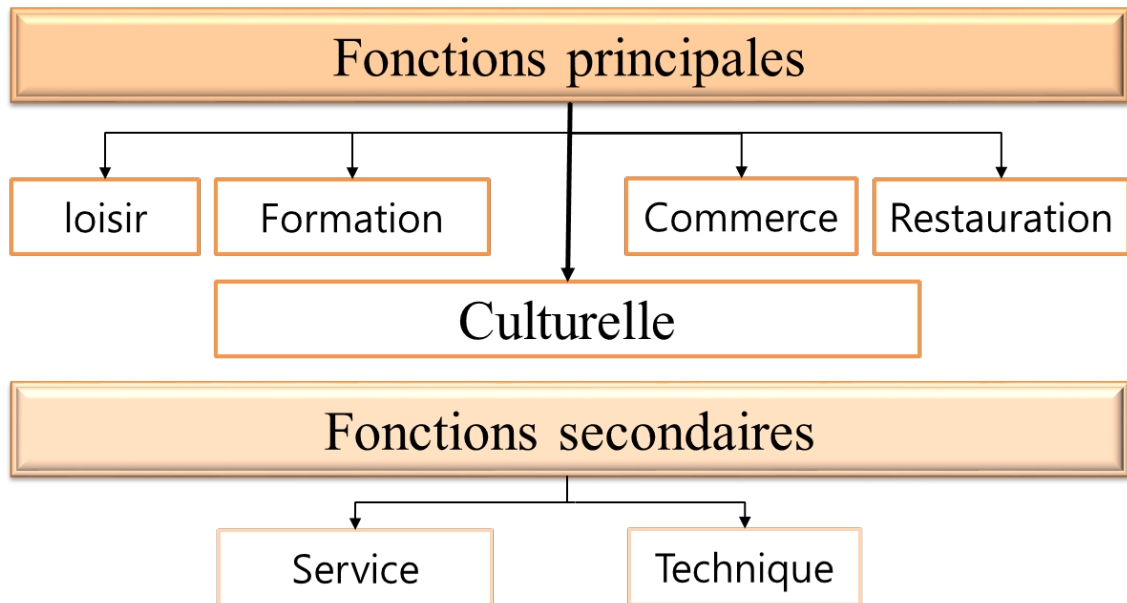 Fonctions principales
loisir
Formation
Commerce
Restauration
Culturelle
Fonctions secondaires
Service
Technique